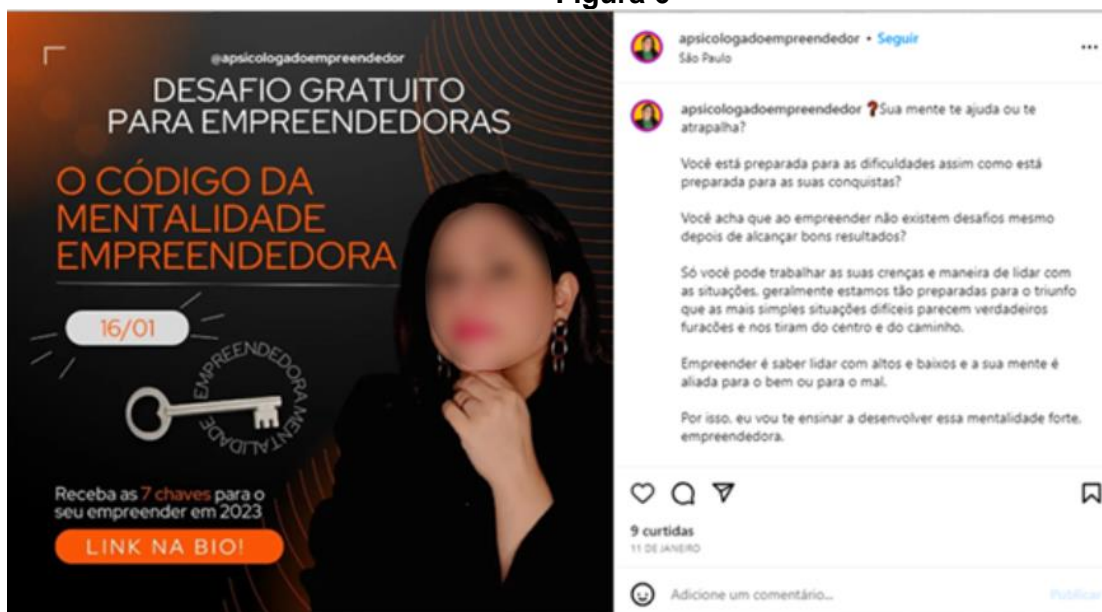 @apsicologadoempreendedor
DESAFIO GRATUITO
PARA EMPREENDEDORAS
O CÓDIGO DA
MENTALIDADE
EMPREENDEDORA
16/01
EMPREENDEDORA MENTALIDADE
Receba as 7 chaves para o
seu empreender em 2023
LINK NA BIO!
apsicologadoempreendedor • Seguir
São Paulo
apsicologadoempreendedor ❓Sua mente te ajuda ou te
atrapalha?
Você está preparada para as dificuldades assim como está
preparada para as suas conquistas?
Você acha que ao empreender não existem desafios mesmo
depois de alcançar bons resultados?
Só você pode trabalhar as suas crenças e maneira de lidar com
as situações, geralmente estamos tão preparadas para o triunfo
que as mais simples situações difíceis parecem verdadeiros
furacões e nos tiram do centro e do caminho.
Empreender é saber lidar com altos e baixos e a sua mente é
aliada para o bem ou para o mal.
Por isso, eu vou te ensinar a desenvolver essa mentalidade forte,
empreendedora.
9 curtidas
11 DE JANEIRO
Adicione um comentário...
Publicar